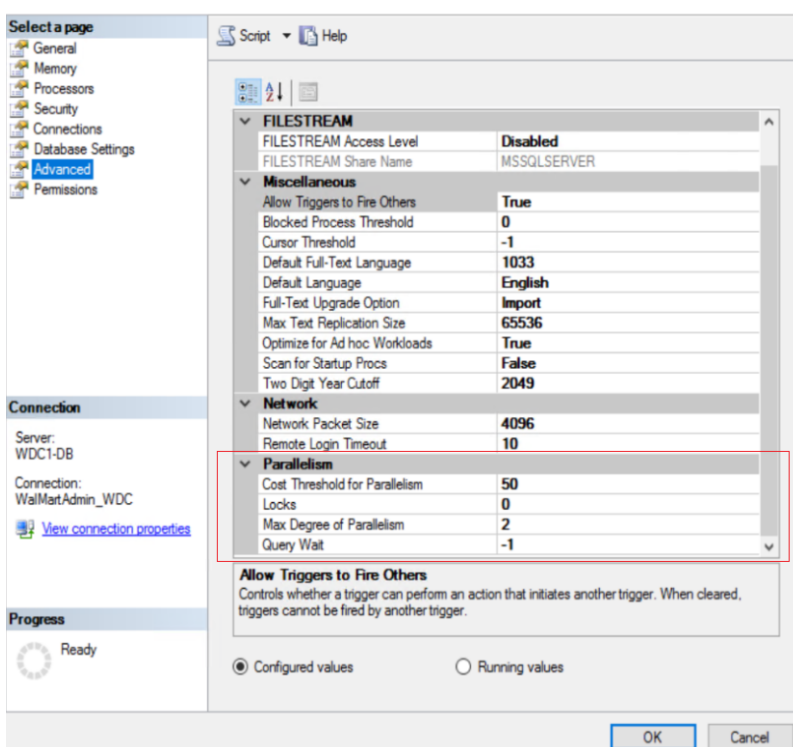 Select a page
General
Memory
Processors
Security
Connections
Database Settings
Advanced
Permissions
Connection
Server:
WDC1-DB
Connection:
WalMartAdmin_WDC
View connection properties
Progress
Ready
Script Help
FILESTREAM
FILESTREAM Access Level Disabled
FILESTREAM Share Name MSSQLSERVER
Miscellaneous
Allow Triggers to Fire Others True
Blocked Process Threshold 0
Cursor Threshold -1
Default Full-Text Language 1033
Default Language English
Full-Text Upgrade Option Import
Max Text Replication Size 65536
Optimize for Ad hoc Workloads True
Scan for Startup Procs False
Two Digit Year Cutoff 2049
Network
Network Packet Size 4096
Remote Login Timeout 10
Parallelism
Cost Threshold for Parallelism 50
Locks 0
Max Degree of Parallelism 2
Query Wait -1
Allow Triggers to Fire Others
Controls whether a trigger can perform an action that initiates another trigger. When cleared,
triggers cannot be fired by another trigger.
Configured values Running values
OK Cancel